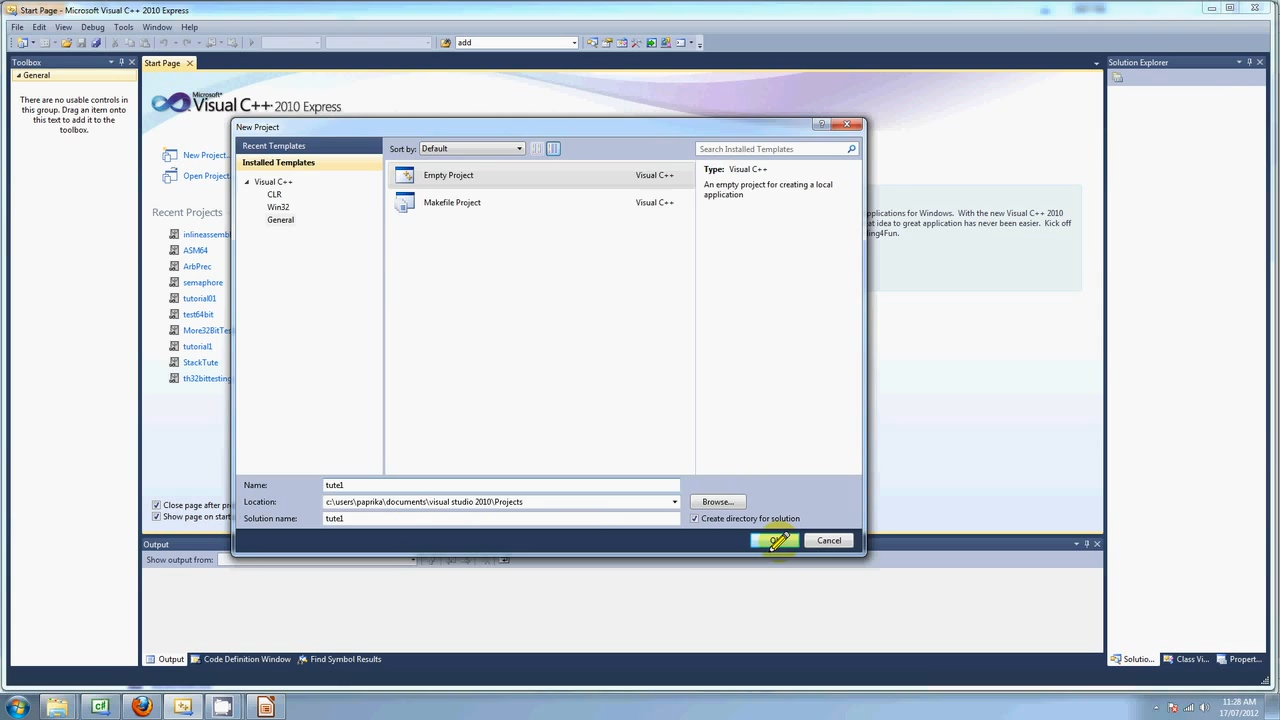 Start Page - Microsoft Visual C++ 2010 Express
File Edit View Debug Tools Window Help
add
Toolbox
Start Page
Solution Explorer
General
There are no usable controls in
this group. Drag an item onto
this text to add it to the
toolbox.
Microsoft®
Visual C++ 2010 Express
New Project...
Open Project
Recent Projects
ASM64
ArbPrec
semaphore
tutorial01
test64bit
tutorial1
StackTute
th32bittesting
Close page after
Show page on
New Project
Recent Templates
Installed Templates
Visual C++
CLR
Win32
General
Sort by: Default
Search Installed Templates
Empty Project Visual C++
Makefile Project Visual C++
Type: Visual C++
An empty project for creating a local
application
Name: tute1
Location: c:\users\paprika\documents\visual studio 2010\Projects
Browse...
Solution name: tute1
Create directory for solution
Cancel
applications for Windows. With the new Visual C++ 2010
idea to great application has never been easier. Kick off
Output
Show output from:
Output Code Definition Window Find Symbol Results
Solutio... Class Vi... Propert...
11:28 AM
17/07/2012